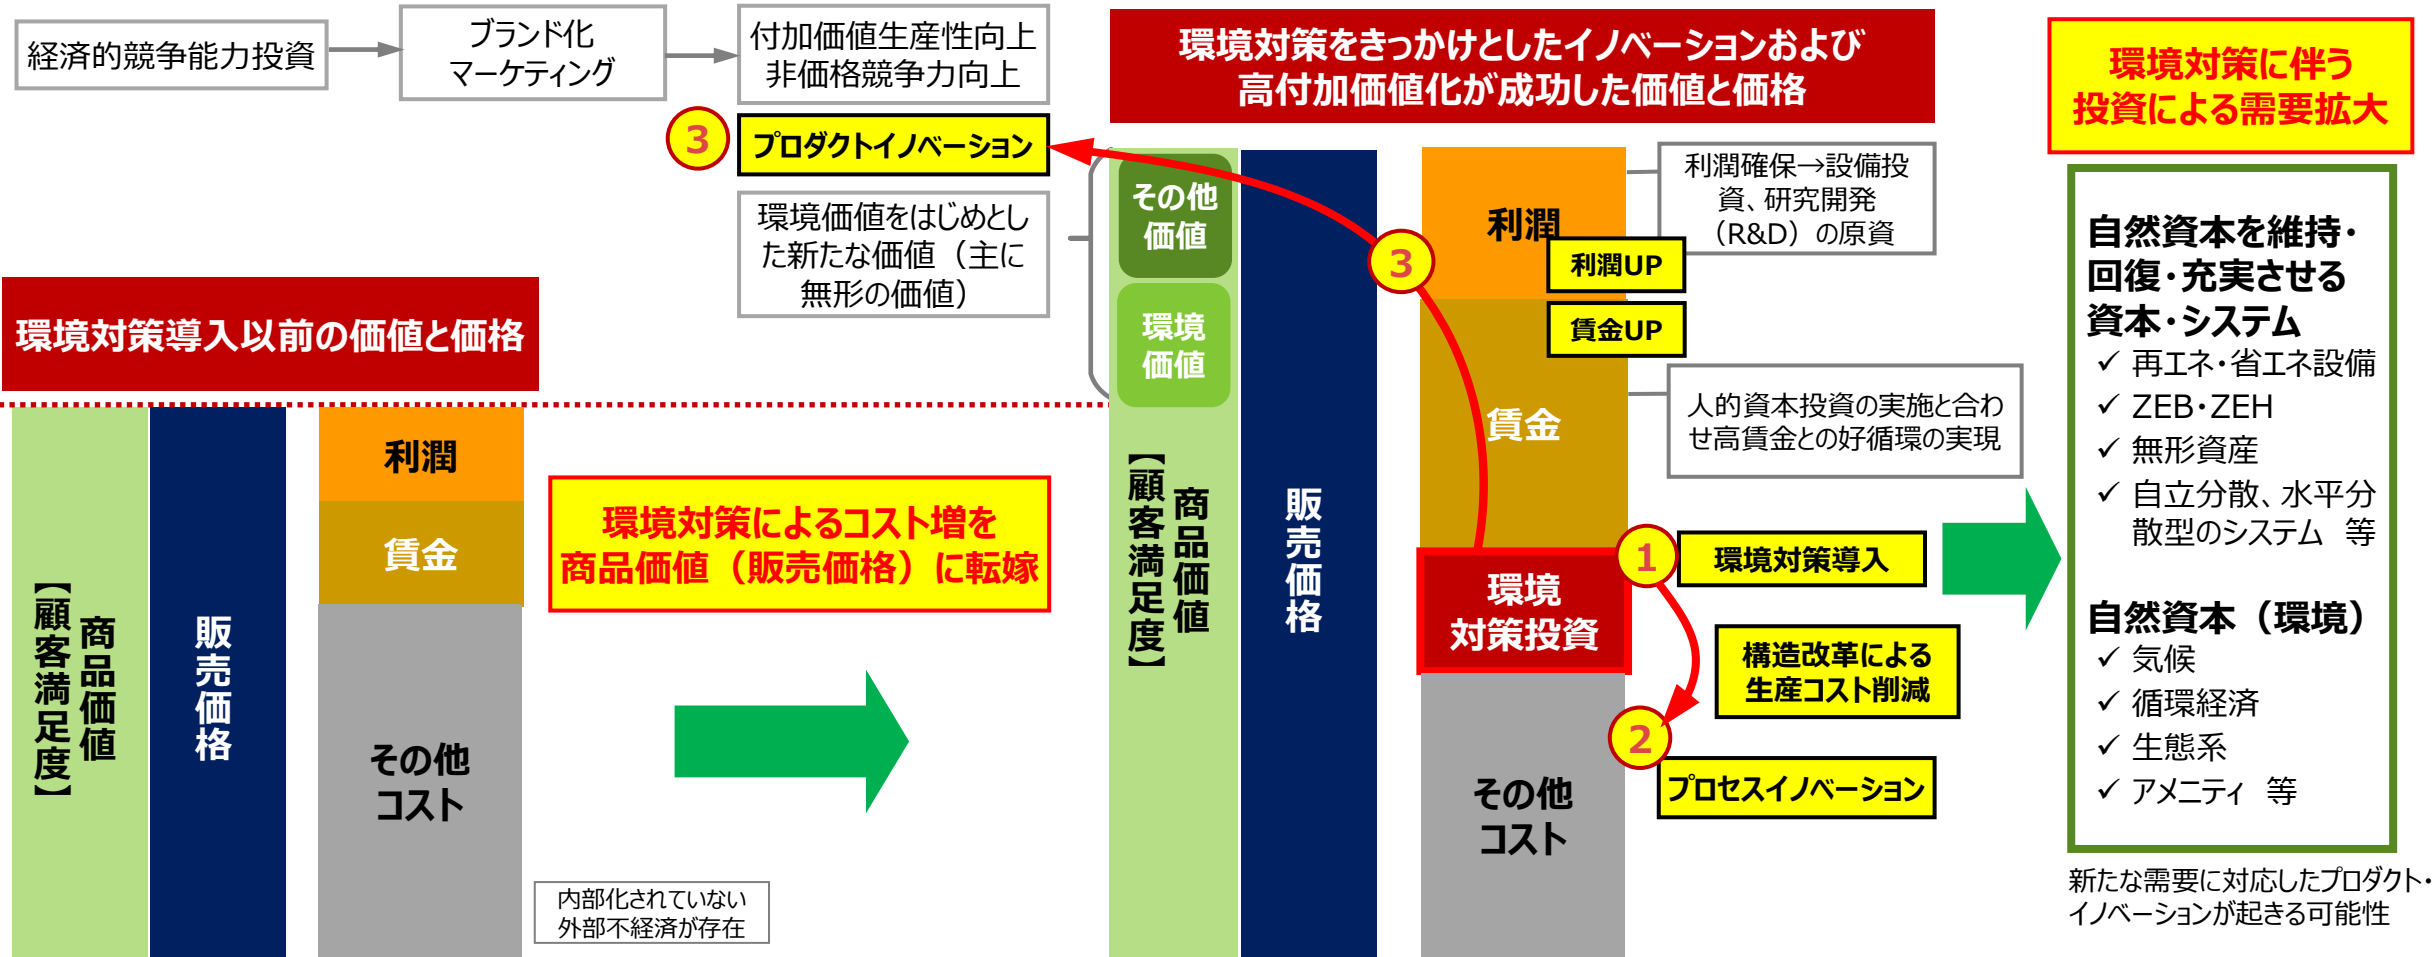 経済的競争能力投資
ブランド化
マーケティング
付加価値生産性向上
非価格競争力向上
3
プロダクトイノベーション
環境価値をはじめとし
た新たな価値（主に
無形の価値）
環境対策導入以前の価値と価格
【顧客満足度】
商品価値
販売価格
利潤
賃金
その他
コスト
内部化されていない
外部不経済が存在
環境対策によるコスト増を
商品価値（販売価格）に転嫁
環境対策をきっかけとしたイノベーションおよび
高付加価値化が成功した価値と価格
その他
価値
環境
価値
【顧客満足度】
商品価値
販売価格
利潤
3
利潤UP
賃金UP
賃金
利潤確保→設備投
資、研究開発
（R&D）の原資
人的資本投資の実施と合わ
せ高賃金との好循環の実現
環境
対策投資
1
環境対策導入
構造改革による
生産コスト削減
2
プロセスイノベーション
その他
コスト
環境対策に伴う
投資による需要拡大
自然資本を維持・
回復・充実させる
資本・システム
✓ 再エネ・省エネ設備
✓ ZEB・ZEH
✓ 無形資産
✓ 自立分散、水平分
散型のシステム　等
自然資本（環境）
✓ 気候
✓ 循環経済
✓ 生態系
✓ アメニティ　等
新たな需要に対応したプロダクト・
イノベーションが起きる可能性